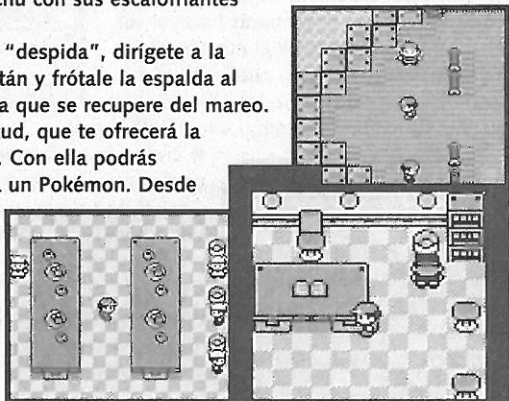 chu con sus escalofriantes
"despida", dirígete a la
tán y frótale la espalda al
a que se recupere del mareo.
ud, que te ofrecerá la
. Con ella podrás
un Pokémon. Desde